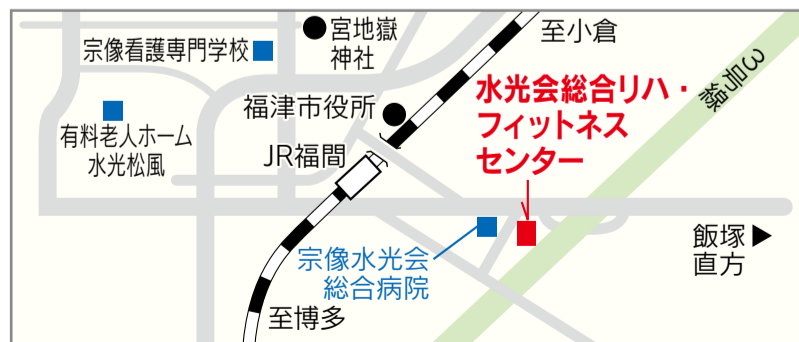 宮地嶽
神社
宗像看護専門学校
至小倉
3号線
水光会総合リハ・
フィットネス
センター
福津市役所
有料老人ホーム
水光松風
JR福間
宗像水光会
総合病院
飯塚▶
直方
至博多